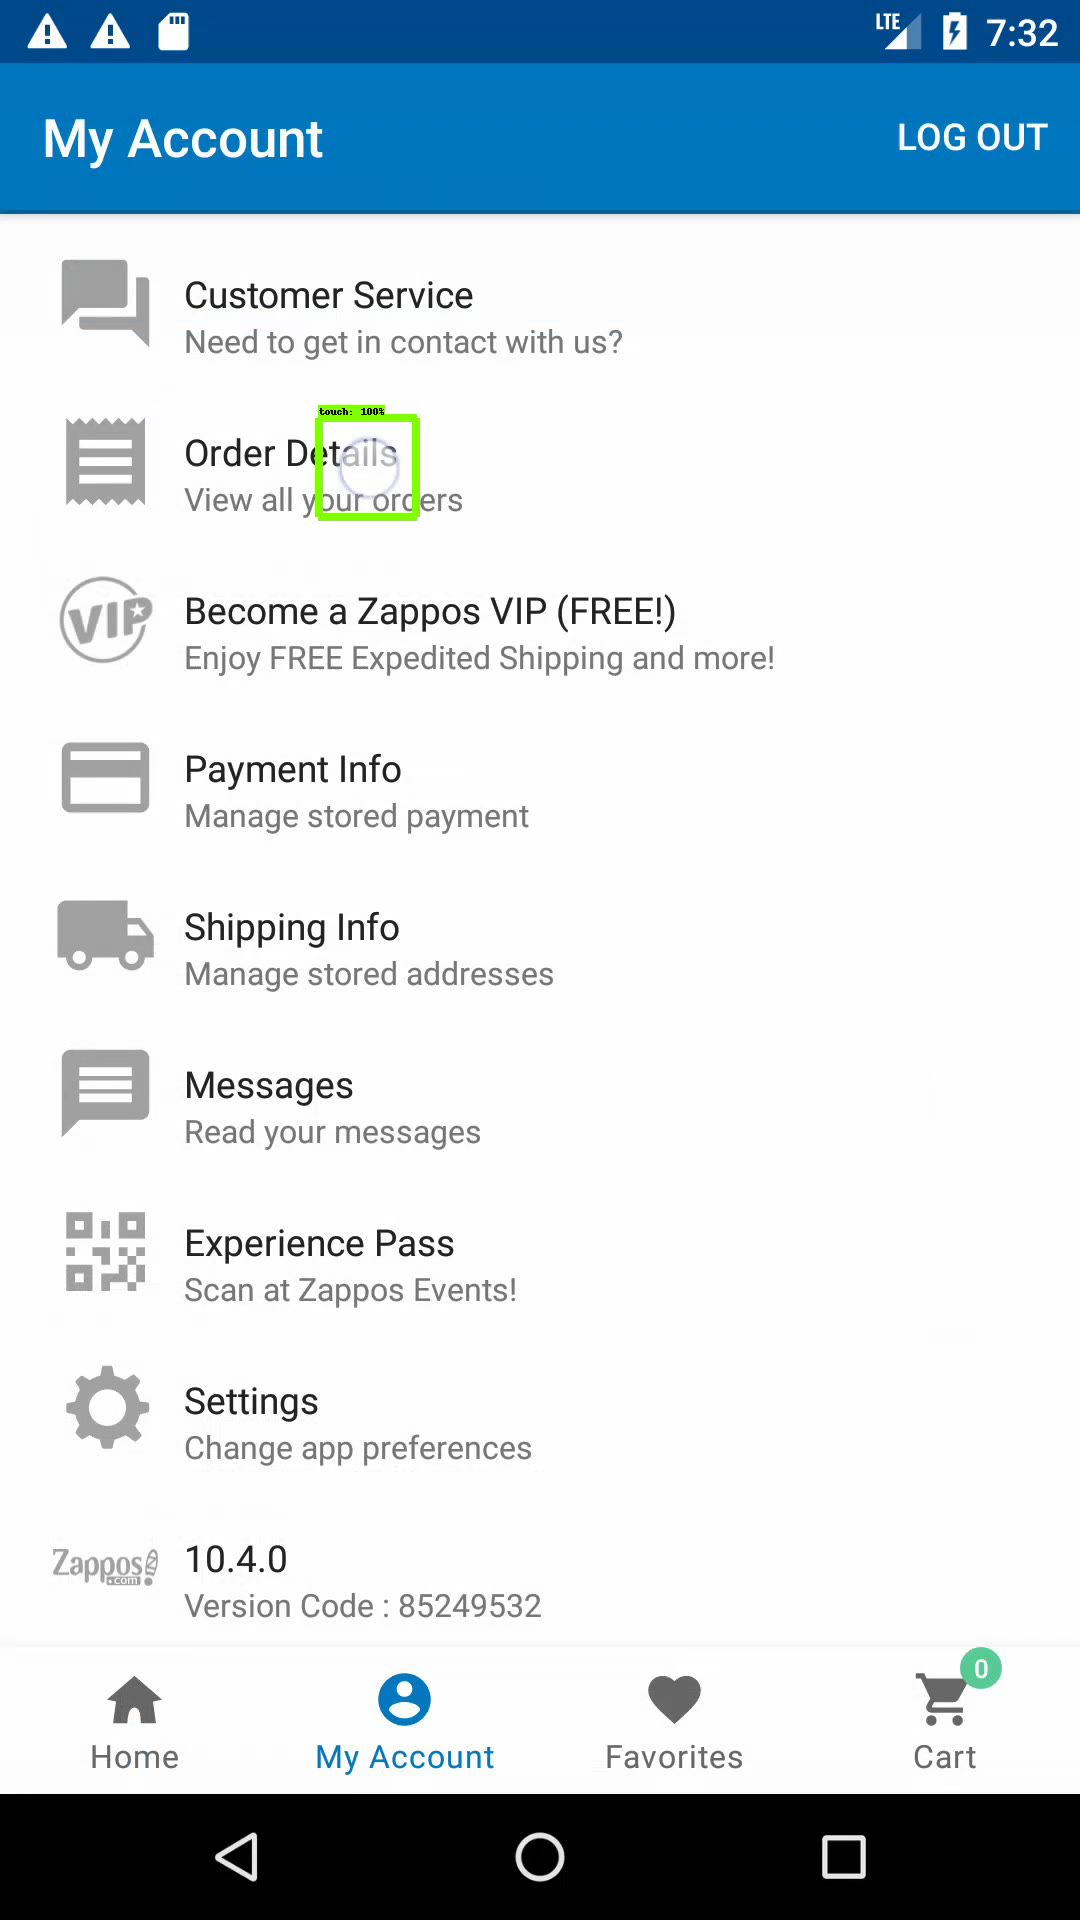 LTE 7:32
My Account LOG OUT
Customer Service
Need to get in contact with us?
touch: 100%
Order Details
View all your orders
VIP
Become a Zappos VIP (FREE!)
Enjoy FREE Expedited Shipping and more!
Payment Info
Manage stored payment
Shipping Info
Manage stored addresses
Messages
Read your messages
Experience Pass
Scan at Zappos Events!
Settings
Change app preferences
Zappos!
.com
10.4.0
Version Code : 85249532
0
Home My Account Favorites Cart